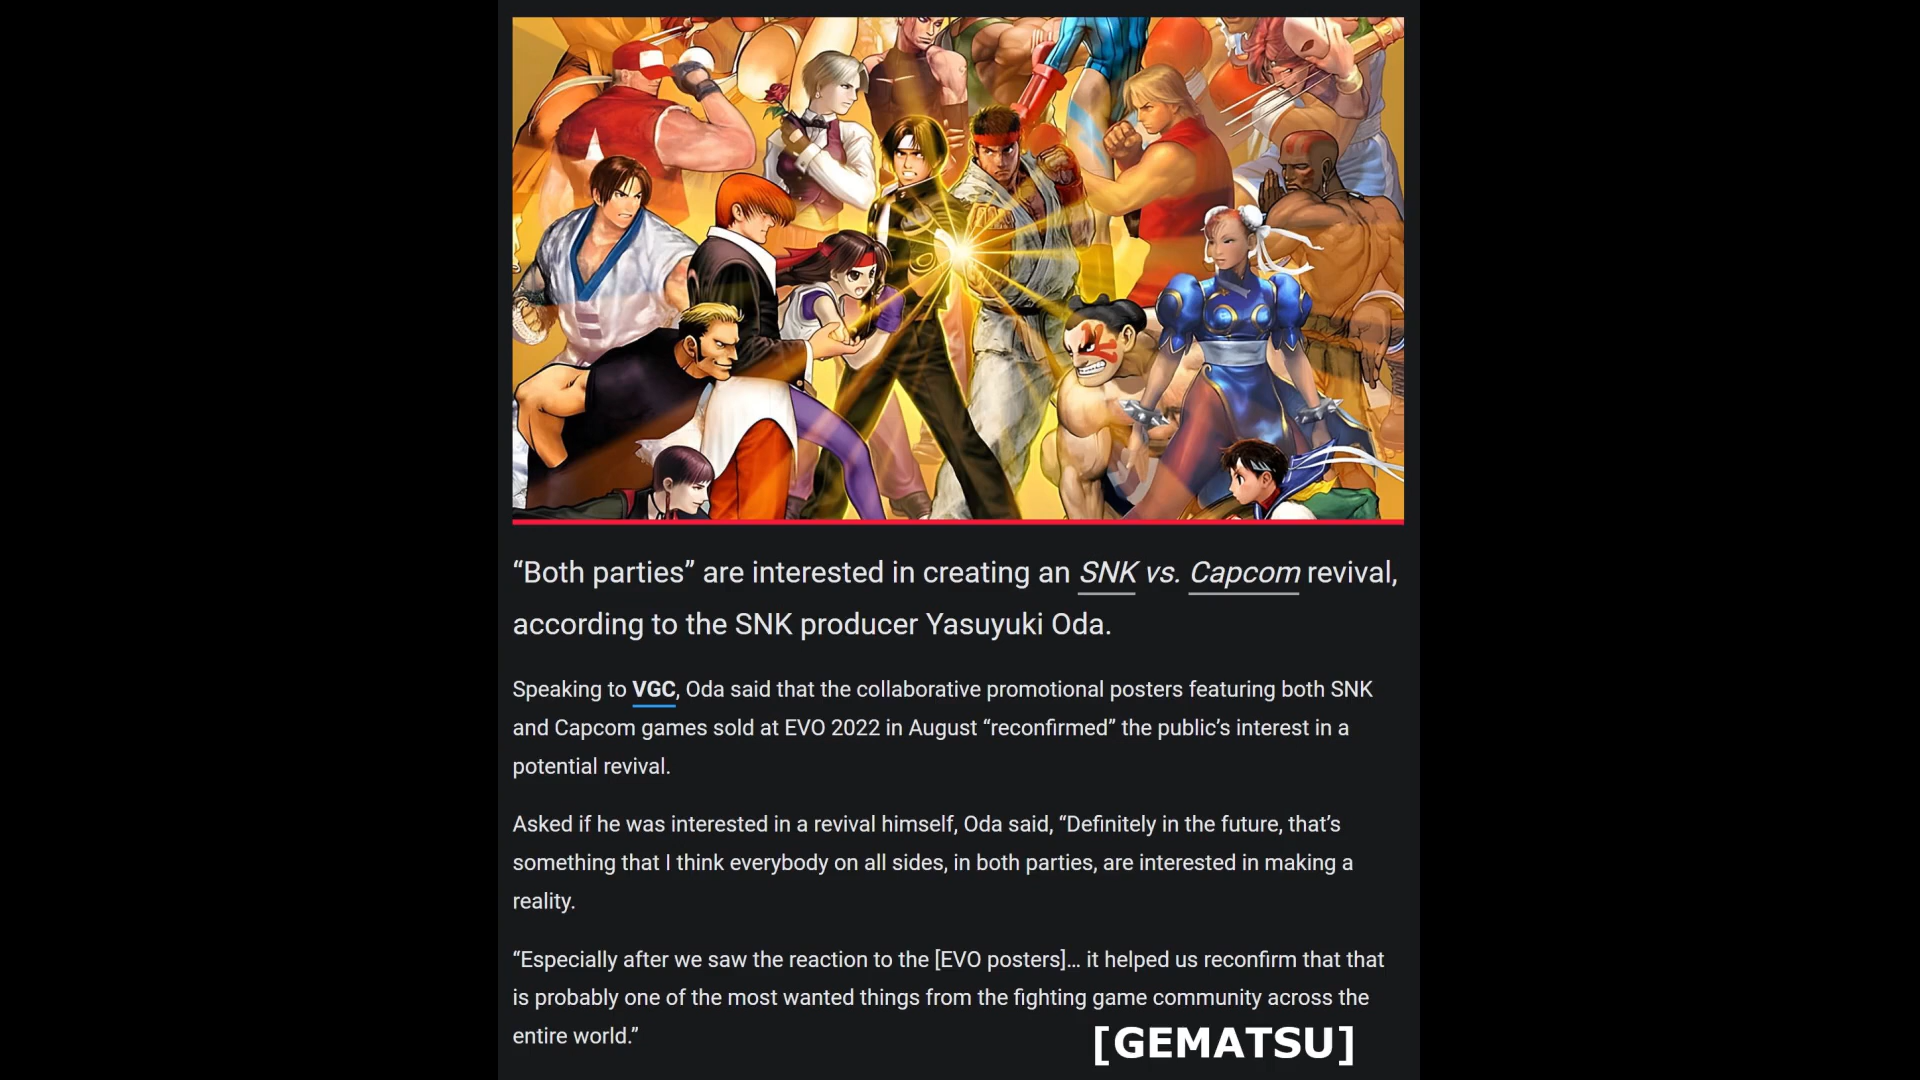 “Both parties” are interested in creating an SNK vs. Capcom revival,
according to the SNK producer Yasuyuki Oda.
Speaking to VGC, Oda said that the collaborative promotional posters featuring both SNK
and Capcom games sold at EVO 2022 in August “reconfirmed” the public’s interest in a
potential revival.
Asked if he was interested in a revival himself, Oda said, “Definitely in the future, that’s
something that I think everybody on all sides, in both parties, are interested in making a
reality.
“Especially after we saw the reaction to the [EVO posters]… it helped us reconfirm that that
is probably one of the most wanted things from the fighting game community across the
entire world.”
[GEMATSU]